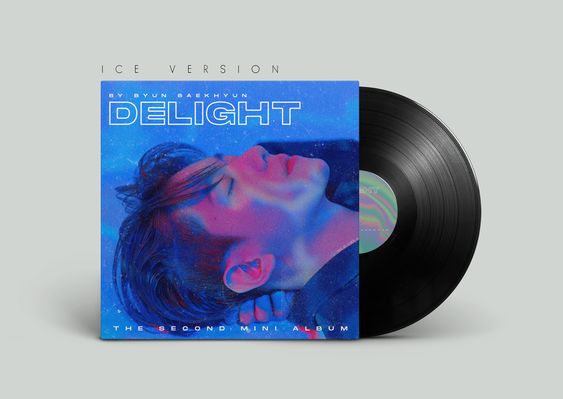 ICE VERSION
BY BYUN BAEKHYUN
DELIGHT
THE SECOND MINI ALBUM